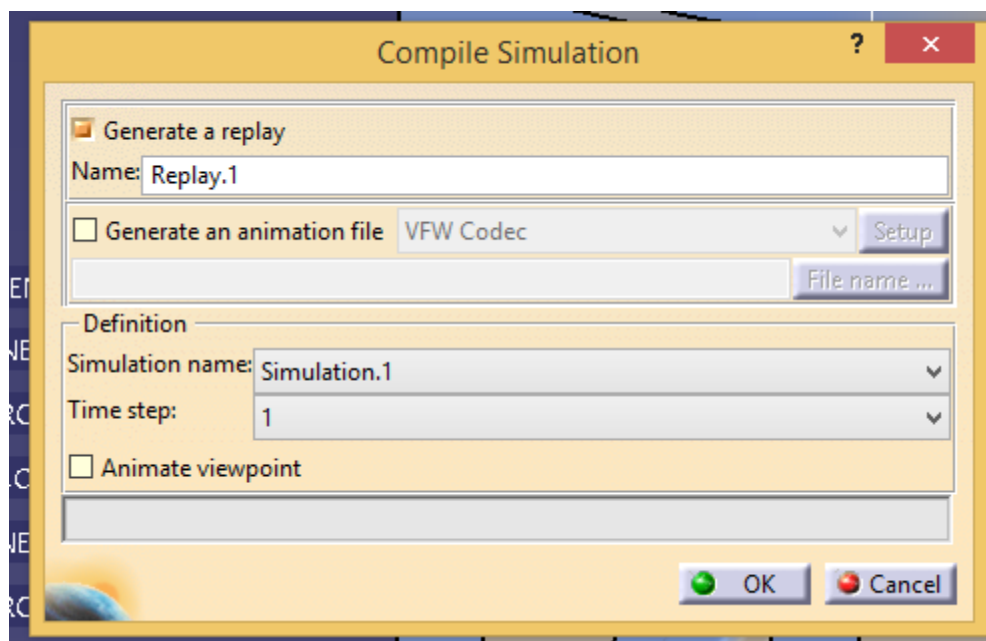 Compile Simulation
?
Generate a replay
Name: Replay.1
Generate an animation file VFW Codec Setup
File name ...
Definition
Simulation name: Simulation.1
Time step: 1
Animate viewpoint
OK Cancel